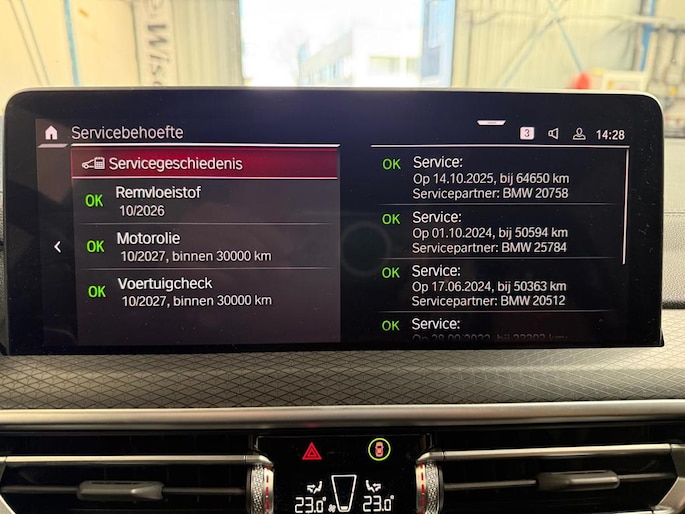 Servicebehoefte
3
14:28
Servicegeschiedenis
OK Remvloeistof
10/2026
OK Motorolie
10/2027, binnen 30000 km
OK Voertuigcheck
10/2027, binnen 30000 km
OK Service:
Op 14.10.2025, bij 64650 km
Servicepartner: BMW 20758
OK Service:
Op 01.10.2024, bij 50594 km
Servicepartner: BMW 25784
OK Service:
Op 17.06.2024, bij 50363 km
Servicepartner: BMW 20512
OK Service:
23.0
23.0